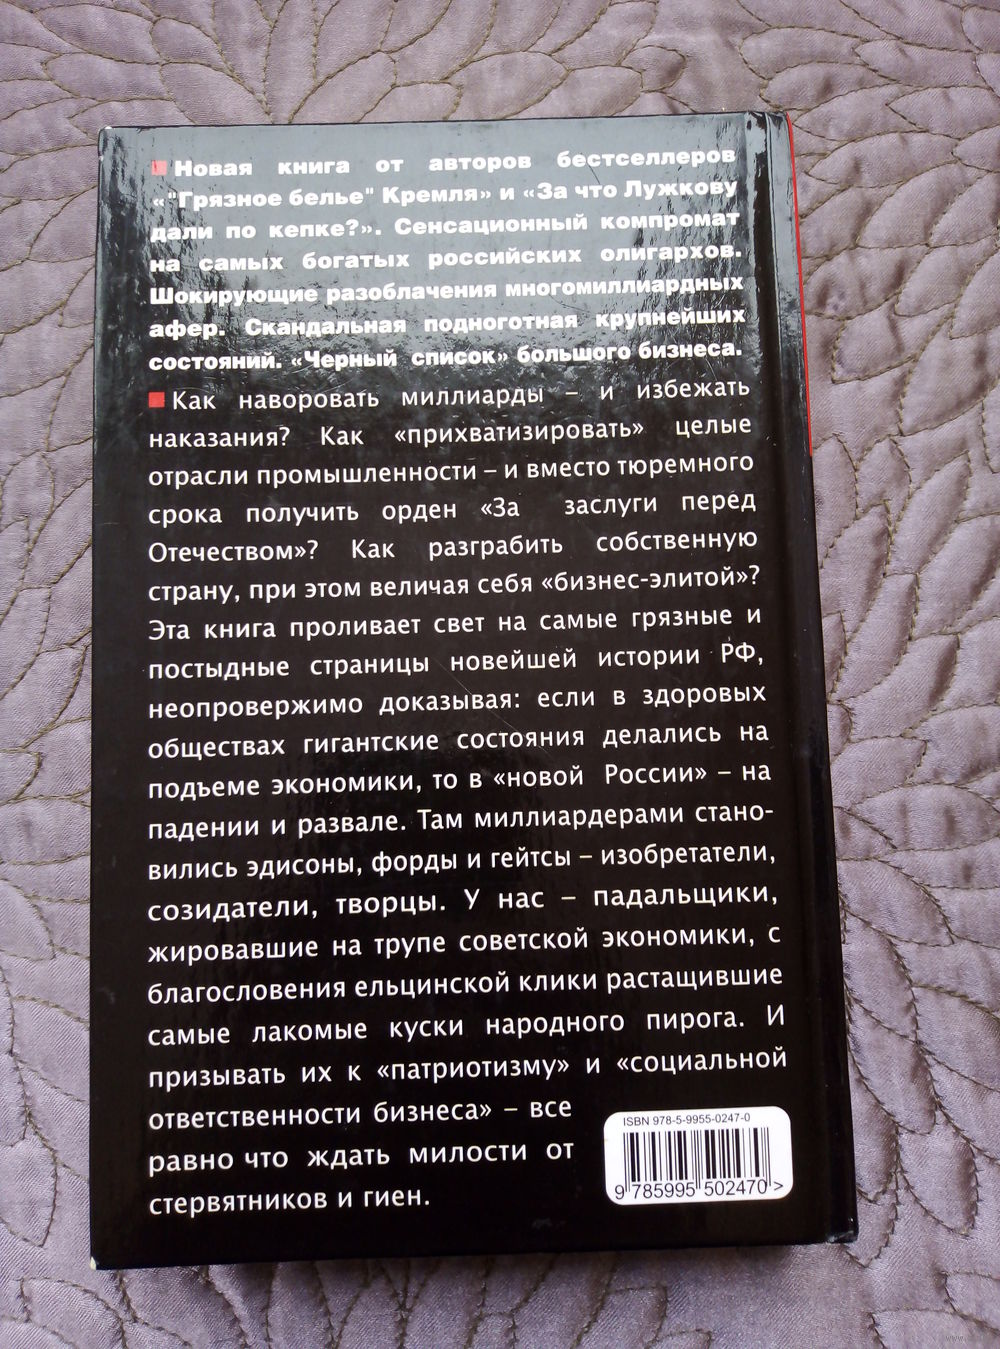 Новая книга от авторов бестселлеров
«"Грязное белье" Кремля» и «За что Лужкову
дали по кепке?». Сенсационный компромат
на самых богатых российских олигархов.
Шокирующие разоблачения многомиллиардных
афер. Скандальная подноготная крупнейших
состояний. «Черный список» большого бизнеса.
Как наворовать миллиарды – и избежать
наказания? Как «прихватизировать» целые
отрасли промышленности – и вместо тюремного
срока получить орден «За заслуги перед
Отечеством»? Как разграбить собственную
страну, при этом величая себя «бизнес-элитой»?
Эта книга проливает свет на самые грязные и
постыдные страницы новейшей истории РФ,
неопровержимо доказывая: если в здоровых
обществах гигантские состояния делались на
подъеме экономики, то в «новой России» – на
падении и развале. Там миллиардерами стано-
вились эдисоны, форды и гейтсы – изобретатели,
созидатели, творцы. У нас – падальщики,
жировавшие на трупе советской экономики, с
благословения ельцинской клики растащившие
самые лакомые куски народного пирога. И
призывать их к «патриотизму» и «социальной
ответственности бизнеса» – все
равно что ждать милости от
стервятников и гиен.
ISBN 978-5-9955-0247-0
9 785995 502470 >